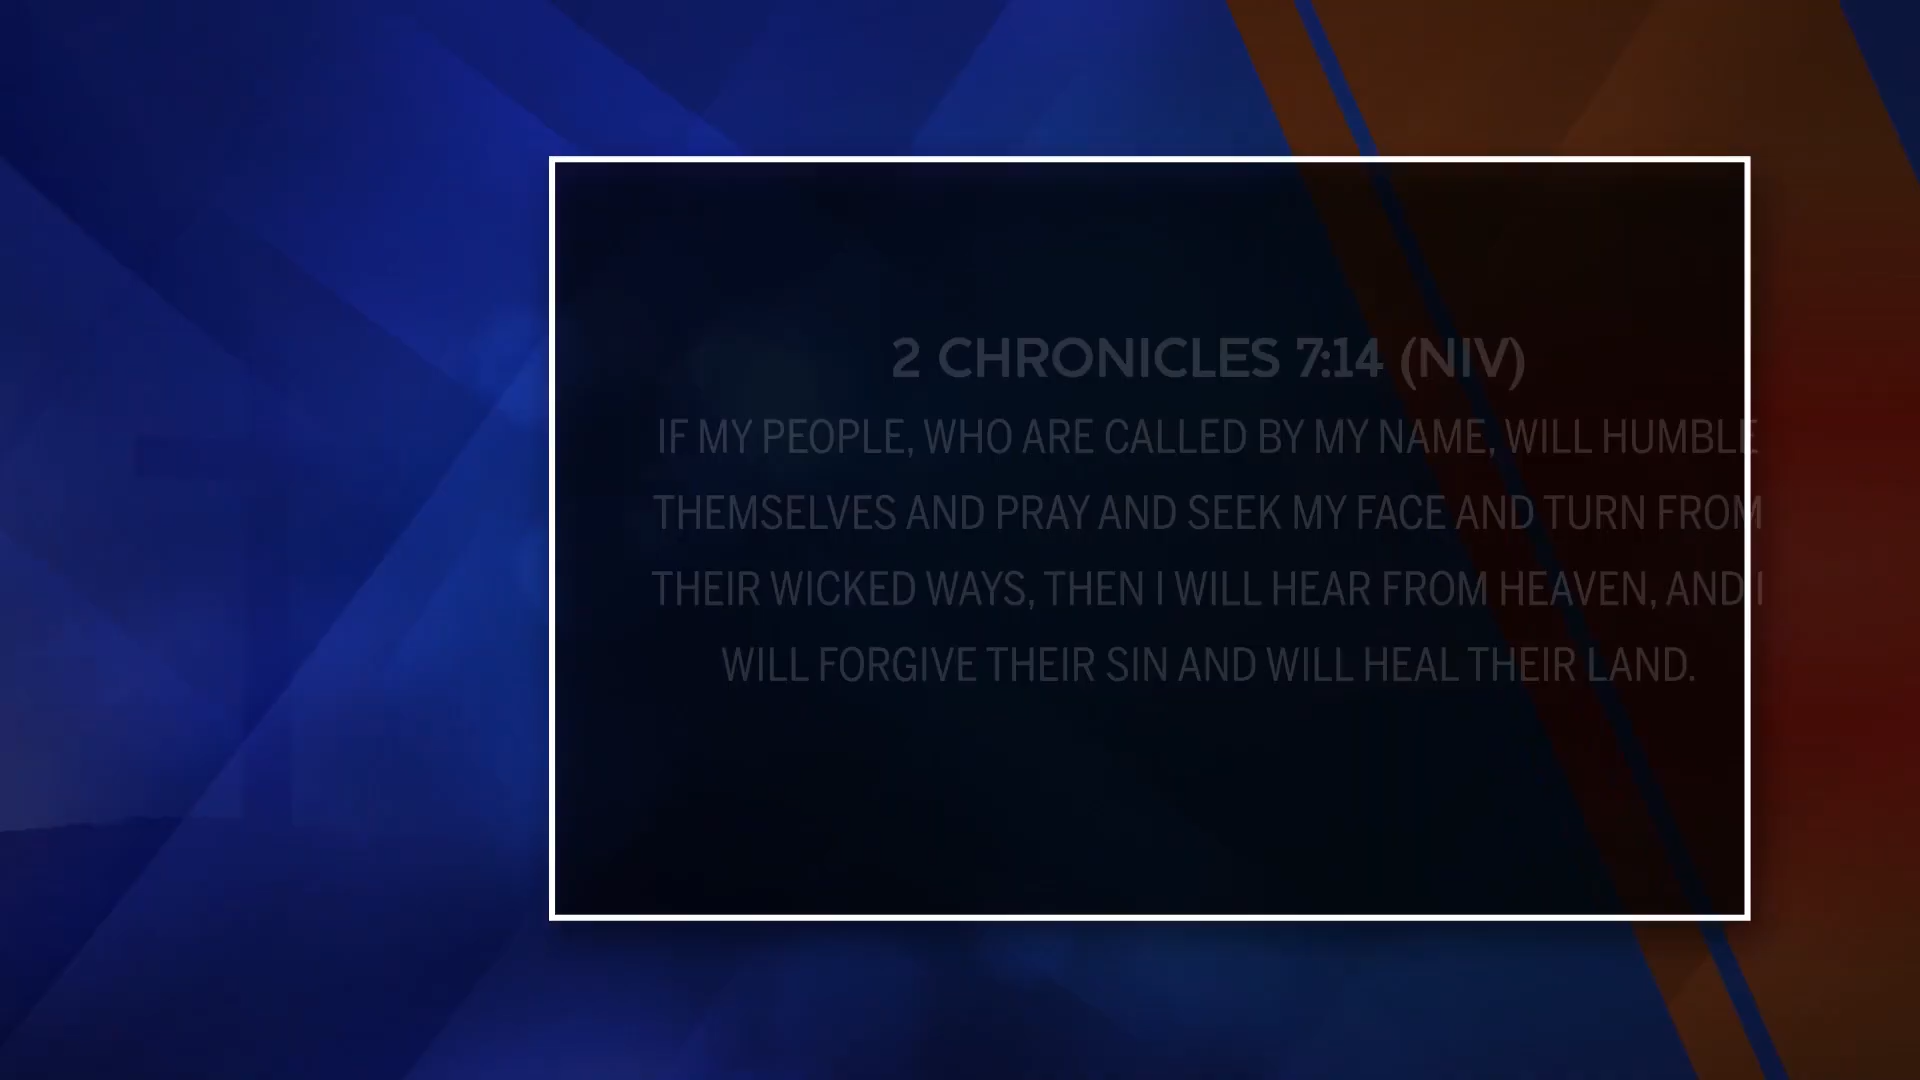 2 CHRONICLES 7:14 (NIV)
IF MY PEOPLE, WHO ARE CALLED BY MY NAME, WILL HUMBLE
THEMSELVES AND PRAY AND SEEK MY FACE AND TURN FROM
THEIR WICKED WAYS, THEN I WILL HEAR FROM HEAVEN, AND I
WILL FORGIVE THEIR SIN AND WILL HEAL THEIR LAND.